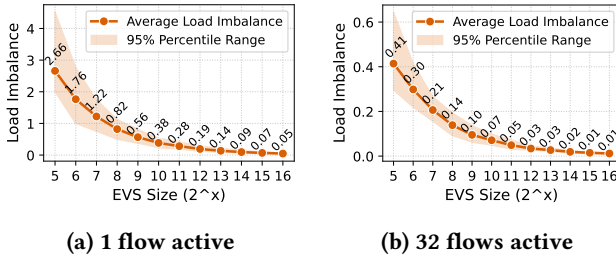 Load Imbalance
4
3
2
1
0
Average Load Imbalance
95% Percentile Range
2.66
1.76
1.22
0.82
0.56
0.38
0.28
0.19
0.14
0.09
0.07
0.05
5 6 7 8 9 10 11 12 13 14 15 16
EVS Size (2^x)
(a) 1 flow active
Load Imbalance
0.6
0.4
0.2
0.0
Average Load Imbalance
95% Percentile Range
0.41
0.30
0.21
0.14
0.10
0.07
0.05
0.03
0.03
0.02
0.01
0.01
5 6 7 8 9 10 11 12 13 14 15 16
EVS Size (2^x)
(b) 32 flows active